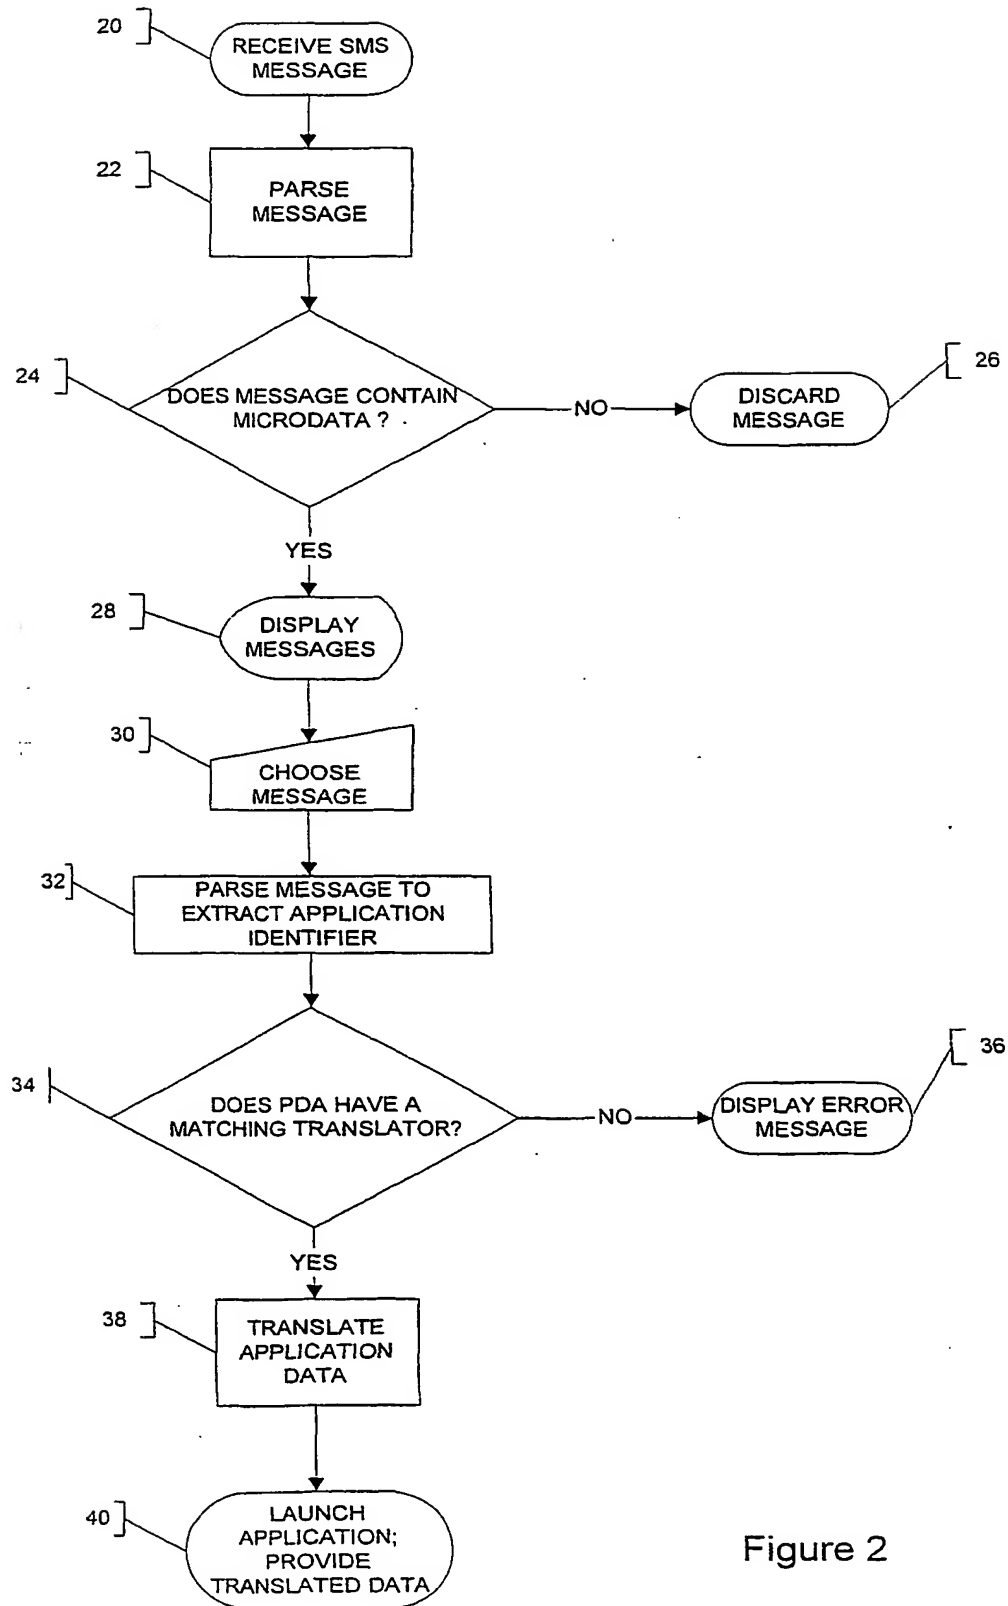 20
RECEIVE SMS
MESSAGE
22
PARSE
MESSAGE
24
DOES MESSAGE CONTAIN
MICRODATA ?
NO
DISCARD
MESSAGE
26
YES
28
DISPLAY
MESSAGES
30
CHOOSE
MESSAGE
32
PARSE MESSAGE TO
EXTRACT APPLICATION
IDENTIFIER
34
DOES PDA HAVE A
MATCHING TRANSLATOR?
NO
DISPLAY ERROR
MESSAGE
36
YES
38
TRANSLATE
APPLICATION
DATA
40
LAUNCH
APPLICATION;
PROVIDE
TRANSLATED DATA
Figure 2